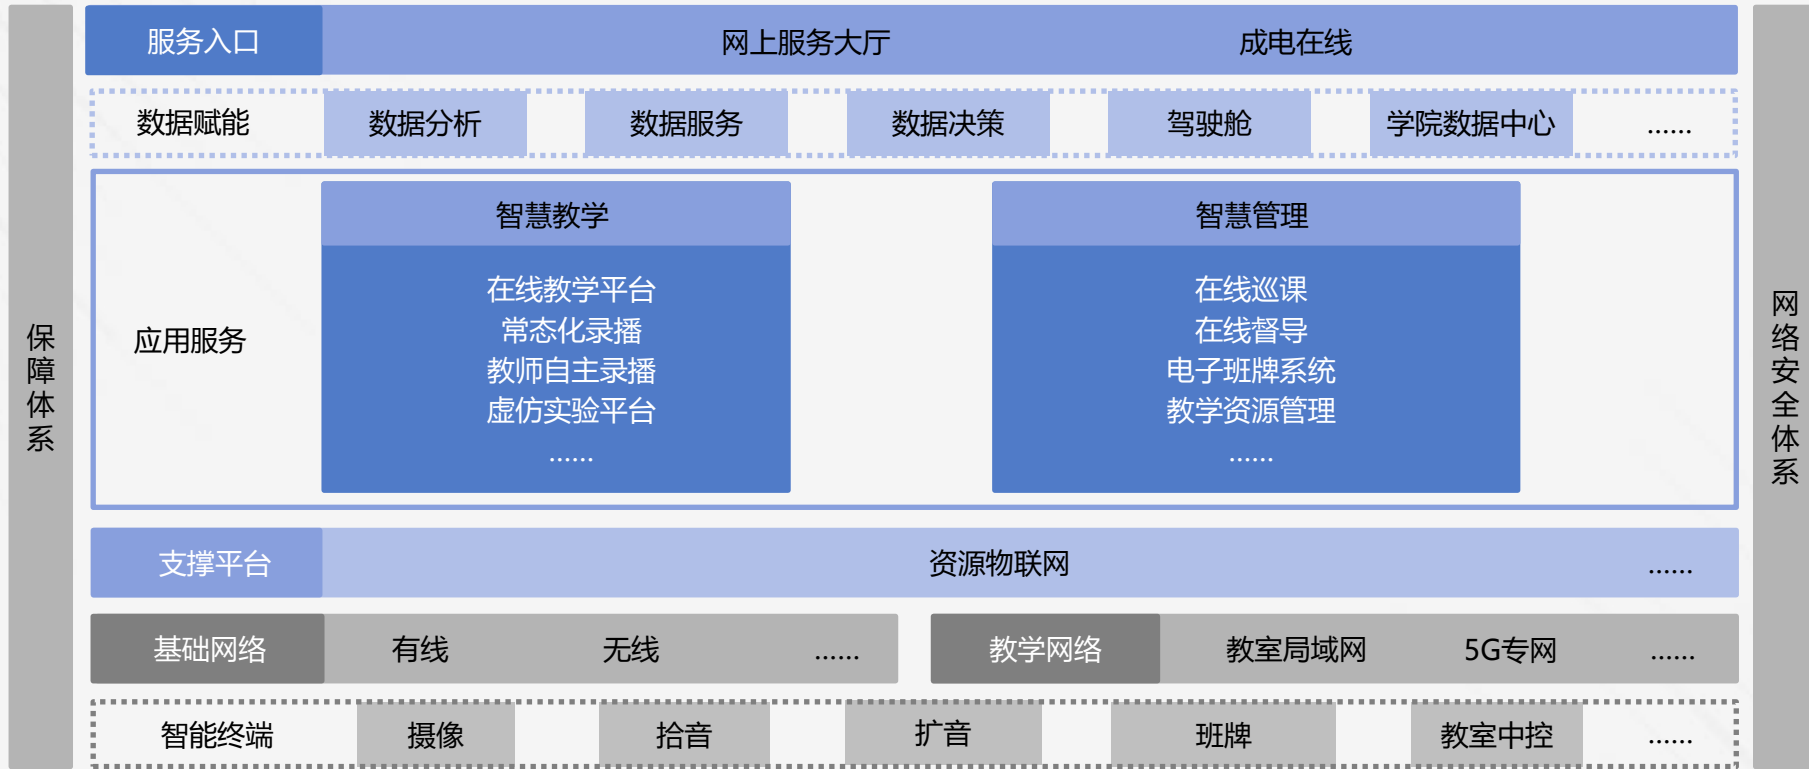 保障体系
服务入口 网上服务大厅 成电在线
数据赋能 数据分析 数据服务 数据决策 驾驶舱 学院数据中心 ......
应用服务
智慧教学
在线教学平台
常态化录播
教师自主录播
虚仿实验平台
......
智慧管理
在线巡课
在线督导
电子班牌系统
教学资源管理
......
支撑平台 资源物联网 ......
基础网络 有线 无线 ......
教学网络 教室局域网 5G专网 ......
智能终端 摄像 拾音 扩音 班牌 教室中控 ......
网络安全体系